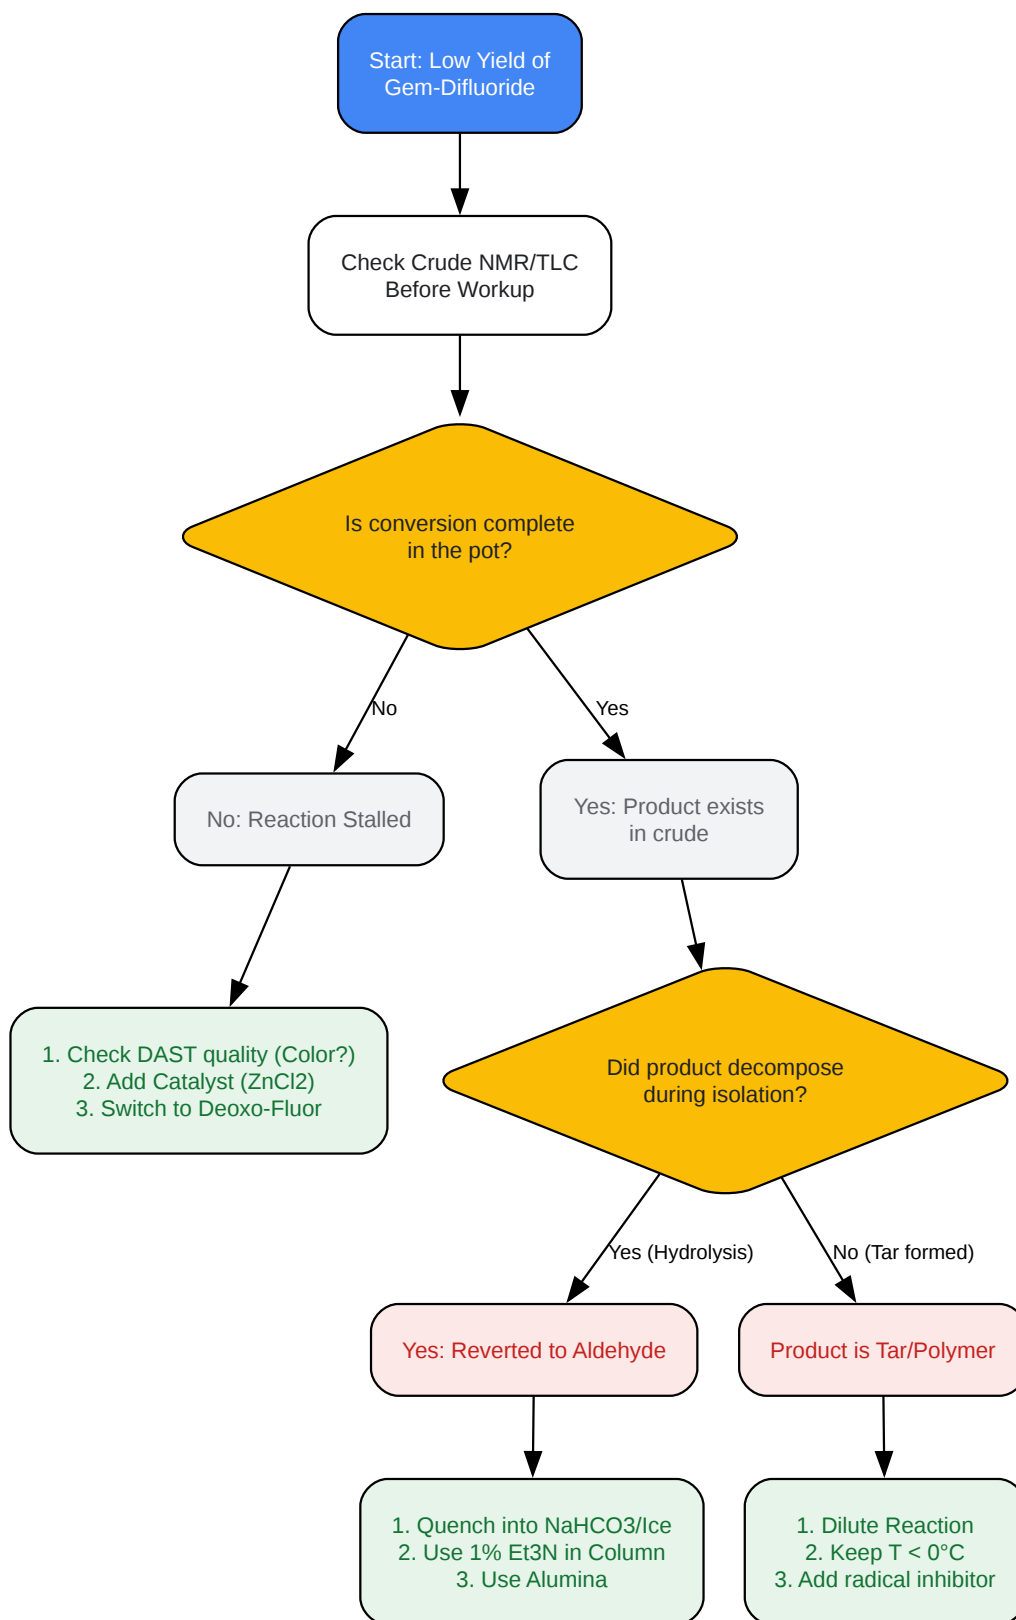 Start: Low Yield of
Gem-Difluoride
Check Crude NMR/TLC
Before Workup
Is conversion complete
in the pot?
No
Yes
No: Reaction Stalled
Yes: Product exists
in crude
1. Check DAST quality (Color?)
2. Add Catalyst (ZnCl2)
3. Switch to Deoxo-Fluor
Did product decompose
during isolation?
Yes (Hydrolysis)
No (Tar formed)
Yes: Reverted to Aldehyde
Product is Tar/Polymer
1. Quench into NaHCO3/Ice
2. Use 1% Et3N in Column
3. Use Alumina
1. Dilute Reaction
2. Keep T < 0°C
3. Add radical inhibitor